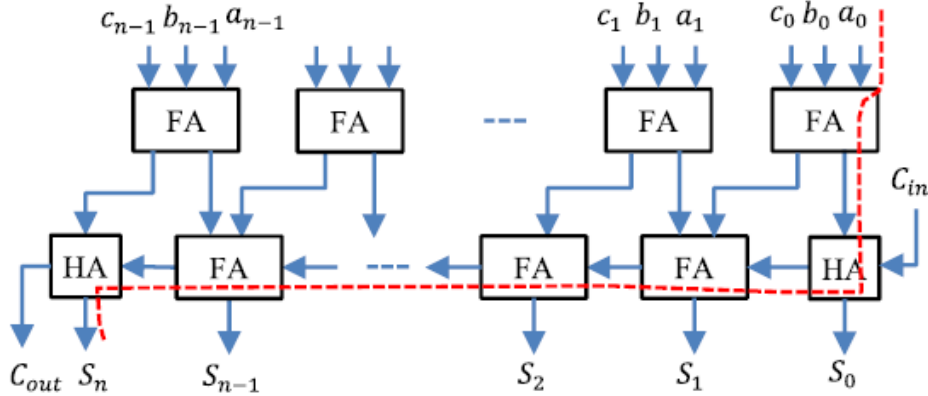 c_{n-1} b_{n-1} a_{n-1} c_1 b_1 a_1 c_0 b_0 a_0
FA FA FA FA
C_{in}
HA FA FA FA HA
C_{out} S_n S_{n-1} S_2 S_1 S_0